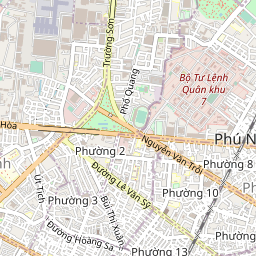 Trường Sơn
Phổ Quang
Bộ Tư Lệnh
Quân khu
7
Hòa
Nguyễn Văn Trỗi
Phú N
Phường 2
Phường 8
Đường Lê Văn Sỹ
Út Tịch
Phường 10
Phường 3
Bùi Thị Xuân
Đường Hoàng Sa
Phường 13